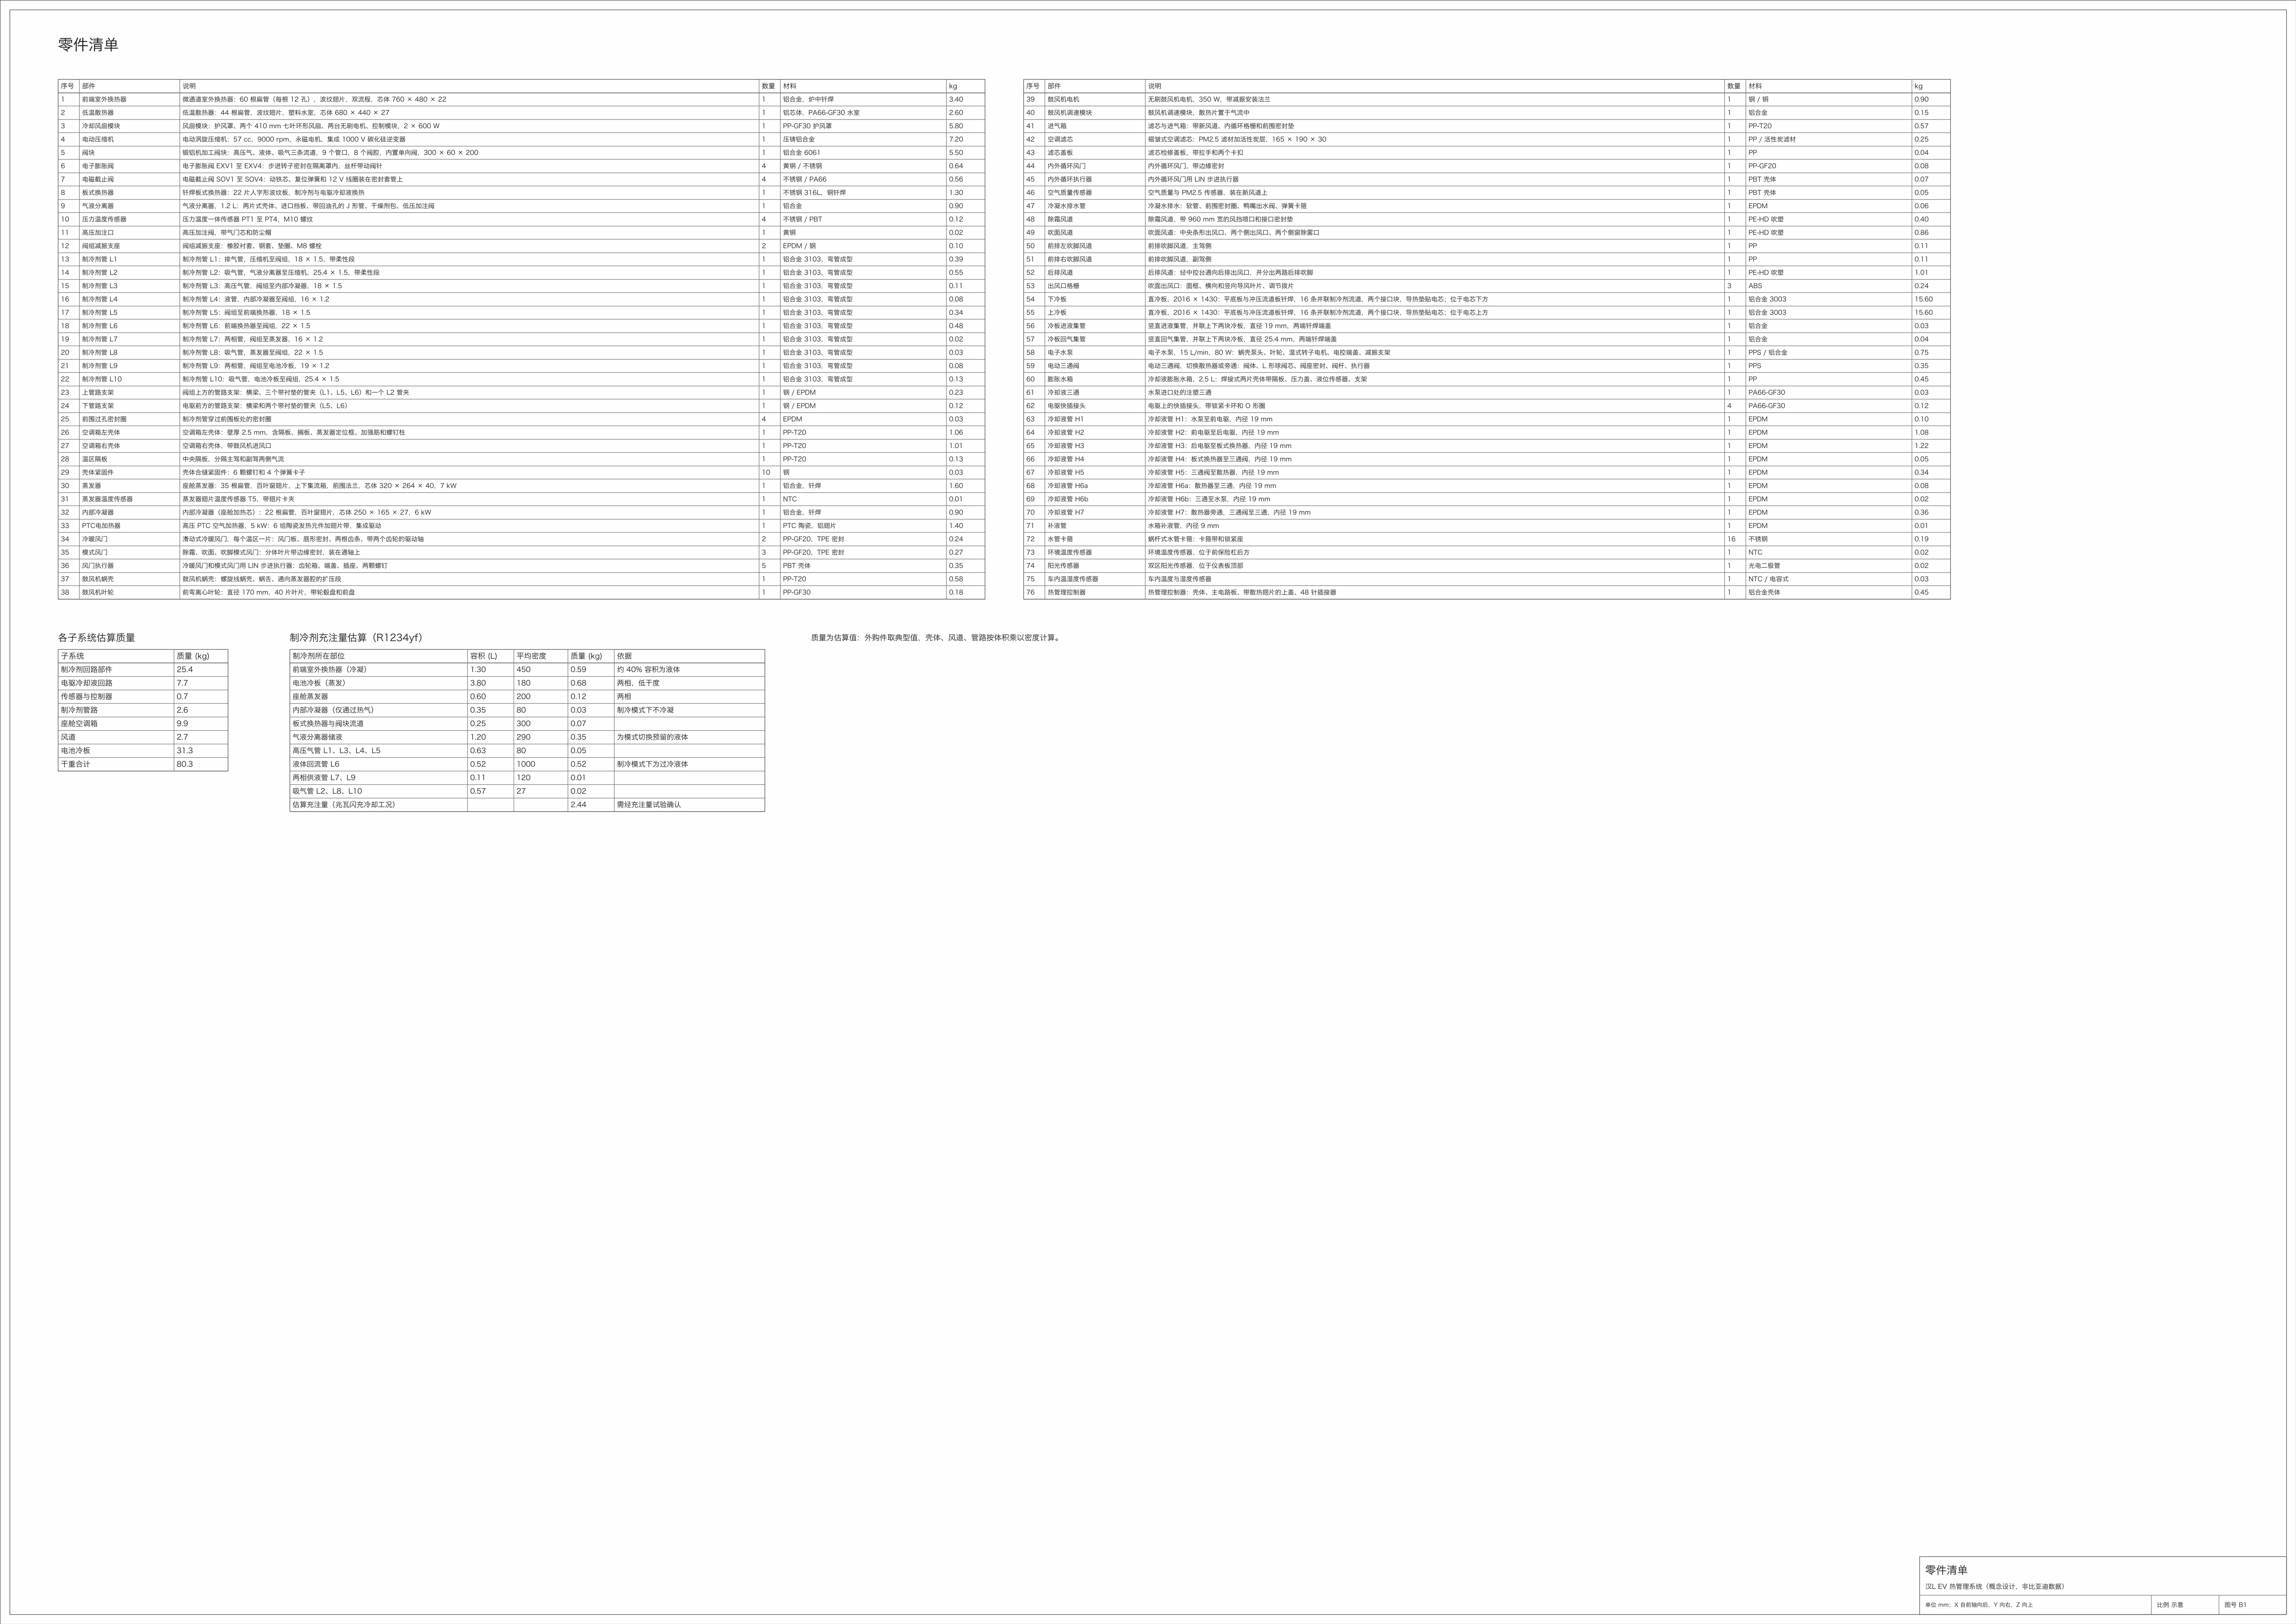 零件清单
序号 部件 说明 数量 材料 kg
1 前端室外换热器 微通道室外换热器：60 根扁管（每根 12 孔），波纹翅片，双流程，芯体 760 × 480 × 22 1 铝合金，炉中钎焊 3.40
2 低温散热器 低温散热器：44 根扁管，波纹翅片，塑料水室，芯体 680 × 440 × 27 1 铝芯体，PA66-GF30 水室 2.60
3 冷却风扇模块 风扇模块：护风罩、两个 410 mm 七叶环形风扇、两台无刷电机、控制模块，2 × 600 W 1 PP-GF30 护风罩 5.80
4 电动压缩机 电动涡旋压缩机：57 cc，9000 rpm，永磁电机，集成 1000 V 碳化硅逆变器 1 压铸铝合金 7.20
5 阀块 锻铝机加工阀块：高压气、液体、吸气三条流道，9 个管口，8 个阀腔，内置单向阀，300 × 60 × 200 1 铝合金 6061 5.50
6 电子膨胀阀 电子膨胀阀 EXV1 至 EXV4：步进转子密封在隔离罩内，丝杆带动阀针 4 黄铜 / 不锈钢 0.64
7 电磁截止阀 电磁截止阀 SOV1 至 SOV4：动铁芯、复位弹簧和 12 V 线圈装在密封套管上 4 不锈钢 / PA66 0.56
8 板式换热器 钎焊板式换热器：22 片人字形波纹板，制冷剂与电驱冷却液换热 1 不锈钢 316L，铜钎焊 1.30
9 气液分离器 气液分离器，1.2 L：两片式壳体、进口挡板、带回油孔的 J 形管、干燥剂包、低压加注阀 1 铝合金 0.90
10 压力温度传感器 压力温度一体传感器 PT1 至 PT4，M10 螺纹 4 不锈钢 / PBT 0.12
11 高压加注口 高压加注阀，带气门芯和防尘帽 1 黄铜 0.02
12 阀组减振支座 阀组减振支座：橡胶衬套、钢套、垫圈、M8 螺栓 2 EPDM / 钢 0.10
13 制冷剂管 L1 制冷剂管 L1：排气管，压缩机至阀组，18 × 1.5，带柔性段 1 铝合金 3103，弯管成型 0.39
14 制冷剂管 L2 制冷剂管 L2：吸气管，气液分离器至压缩机，25.4 × 1.5，带柔性段 1 铝合金 3103，弯管成型 0.55
15 制冷剂管 L3 制冷剂管 L3：高压气管，阀组至内部冷凝器，18 × 1.5 1 铝合金 3103，弯管成型 0.11
16 制冷剂管 L4 制冷剂管 L4：液管，内部冷凝器至阀组，16 × 1.2 1 铝合金 3103，弯管成型 0.08
17 制冷剂管 L5 制冷剂管 L5：阀组至前端换热器，18 × 1.5 1 铝合金 3103，弯管成型 0.34
18 制冷剂管 L6 制冷剂管 L6：前端换热器至阀组，22 × 1.5 1 铝合金 3103，弯管成型 0.48
19 制冷剂管 L7 制冷剂管 L7：两相管，阀组至蒸发器，16 × 1.2 1 铝合金 3103，弯管成型 0.02
20 制冷剂管 L8 制冷剂管 L8：吸气管，蒸发器至阀组，22 × 1.5 1 铝合金 3103，弯管成型 0.03
21 制冷剂管 L9 制冷剂管 L9：两相管，阀组至电池冷板，19 × 1.2 1 铝合金 3103，弯管成型 0.08
22 制冷剂管 L10 制冷剂管 L10：吸气管，电池冷板至阀组，25.4 × 1.5 1 铝合金 3103，弯管成型 0.13
23 上管路支架 阀组上方的管路支架：横梁、三个带衬垫的管夹（L1、L5、L6）和一个 L2 管夹 1 钢 / EPDM 0.23
24 下管路支架 电驱前方的管路支架：横梁和两个带衬垫的管夹（L5、L6） 1 钢 / EPDM 0.12
25 前围过孔密封圈 制冷剂管穿过前围板处的密封圈 4 EPDM 0.03
26 空调箱左壳体 空调箱左壳体：壁厚 2.5 mm，含隔板、搁板、蒸发器定位框、加强筋和螺钉柱 1 PP-T20 1.06
27 空调箱右壳体 空调箱右壳体，带鼓风机进风口 1 PP-T20 1.01
28 温区隔板 中央隔板，分隔主驾和副驾两侧气流 1 PP-T20 0.13
29 壳体紧固件 壳体合缝紧固件：6 颗螺钉和 4 个弹簧卡子 10 钢 0.03
30 蒸发器 座舱蒸发器：35 根扁管，百叶窗翅片，上下集流箱，前围法兰，芯体 320 × 264 × 40，7 kW 1 铝合金，钎焊 1.60
31 蒸发器温度传感器 蒸发器翅片温度传感器 T5，带翅片卡夹 1 NTC 0.01
32 内部冷凝器 内部冷凝器（座舱加热芯）：22 根扁管，百叶窗翅片，芯体 250 × 165 × 27，6 kW 1 铝合金，钎焊 0.90
33 PTC电加热器 高压 PTC 空气加热器，5 kW：6 组陶瓷发热元件加翅片带，集成驱动 1 PTC 陶瓷，铝翅片 1.40
34 冷暖风门 滑动式冷暖风门，每个温区一片：风门板、唇形密封、两根齿条、带两个齿轮的驱动轴 2 PP-GF20，TPE 密封 0.24
35 模式风门 除霜、吹面、吹脚模式风门：分体叶片带边缘密封，装在通轴上 3 PP-GF20，TPE 密封 0.27
36 风门执行器 冷暖风门和模式风门用 LIN 步进执行器：齿轮箱、端盖、插座、两颗螺钉 5 PBT 壳体 0.35
37 鼓风机蜗壳 鼓风机蜗壳：螺旋线蜗壳、蜗舌、通向蒸发器腔的扩压段 1 PP-T20 0.58
38 鼓风机叶轮 前弯离心叶轮：直径 170 mm，40 片叶片，带轮毂盘和前盘 1 PP-GF30 0.18
序号 部件 说明 数量 材料 kg
39 鼓风机电机 无刷鼓风机电机，350 W，带减振安装法兰 1 钢 / 铜 0.90
40 鼓风机调速模块 鼓风机调速模块，散热片置于气流中 1 铝合金 0.15
41 进气箱 滤芯与进气箱：带新风道、内循环格栅和前围密封垫 1 PP-T20 0.57
42 空调滤芯 褶皱式空调滤芯：PM2.5 滤材加活性炭层，165 × 190 × 30 1 PP / 活性炭滤材 0.25
43 滤芯盖板 滤芯检修盖板，带拉手和两个卡扣 1 PP 0.04
44 内外循环风门 内外循环风门，带边缘密封 1 PP-GF20 0.08
45 内外循环执行器 内外循环风门用 LIN 步进执行器 1 PBT 壳体 0.07
46 空气质量传感器 空气质量与 PM2.5 传感器，装在新风道上 1 PBT 壳体 0.05
47 冷凝水排水管 冷凝水排水：软管、前围密封圈、鸭嘴出水阀、弹簧卡箍 1 EPDM 0.06
48 除霜风道 除霜风道，带 960 mm 宽的风挡喷口和接口密封垫 1 PE-HD 吹塑 0.40
49 吹面风道 吹面风道：中央条形出风口、两个侧出风口、两个侧窗除雾口 1 PE-HD 吹塑 0.86
50 前排左吹脚风道 前排吹脚风道，主驾侧 1 PP 0.11
51 前排右吹脚风道 前排吹脚风道，副驾侧 1 PP 0.11
52 后排风道 后排风道：经中控台通向后排出风口，并分出两路后排吹脚 1 PE-HD 吹塑 1.01
53 出风口格栅 吹面出风口：面框、横向和竖向导风叶片、调节拨片 3 ABS 0.24
54 下冷板 直冷板，2016 × 1430：平底板与冲压流道板钎焊，16 条并联制冷剂流道，两个接口块，导热垫贴电芯；位于电芯下方 1 铝合金 3003 15.60
55 上冷板 直冷板，2016 × 1430：平底板与冲压流道板钎焊，16 条并联制冷剂流道，两个接口块，导热垫贴电芯；位于电芯上方 1 铝合金 3003 15.60
56 冷板进液集管 竖直进液集管，并联上下两块冷板，直径 19 mm，两端钎焊端盖 1 铝合金 0.03
57 冷板回气集管 竖直回气集管，并联上下两块冷板，直径 25.4 mm，两端钎焊端盖 1 铝合金 0.04
58 电子水泵 电子水泵，15 L/min，80 W：蜗壳泵头、叶轮、湿式转子电机、电控端盖、减振支架 1 PPS / 铝合金 0.75
59 电动三通阀 电动三通阀，切换散热器或旁通：阀体、L 形球阀芯、阀座密封、阀杆、执行器 1 PPS 0.35
60 膨胀水箱 冷却液膨胀水箱，2.5 L：焊接式两片壳体带隔板、压力盖、液位传感器、支架 1 PP 0.45
61 冷却液三通 水泵进口处的注塑三通 1 PA66-GF30 0.03
62 电驱快插接头 电驱上的快插接头，带锁紧卡环和 O 形圈 4 PA66-GF30 0.12
63 冷却液管 H1 冷却液管 H1：水泵至前电驱，内径 19 mm 1 EPDM 0.10
64 冷却液管 H2 冷却液管 H2：前电驱至后电驱，内径 19 mm 1 EPDM 1.08
65 冷却液管 H3 冷却液管 H3：后电驱至板式换热器，内径 19 mm 1 EPDM 1.22
66 冷却液管 H4 冷却液管 H4：板式换热器至三通阀，内径 19 mm 1 EPDM 0.05
67 冷却液管 H5 冷却液管 H5：三通阀至散热器，内径 19 mm 1 EPDM 0.34
68 冷却液管 H6a 冷却液管 H6a：散热器至三通，内径 19 mm 1 EPDM 0.08
69 冷却液管 H6b 冷却液管 H6b：三通至水泵，内径 19 mm 1 EPDM 0.02
70 冷却液管 H7 冷却液管 H7：散热器旁通，三通阀至三通，内径 19 mm 1 EPDM 0.36
71 补液管 水箱补液管，内径 9 mm 1 EPDM 0.01
72 水管卡箍 蜗杆式水管卡箍：卡箍带和锁紧座 16 不锈钢 0.19
73 环境温度传感器 环境温度传感器，位于前保险杠后方 1 NTC 0.02
74 阳光传感器 双区阳光传感器，位于仪表板顶部 1 光电二极管 0.02
75 车内温湿度传感器 车内温度与湿度传感器 1 NTC / 电容式 0.03
76 热管理控制器 热管理控制器：壳体、主电路板、带散热翅片的上盖、48 针插接器 1 铝合金壳体 0.45
各子系统估算质量
子系统 质量 (kg)
制冷剂回路部件 25.4
电驱冷却液回路 7.7
传感器与控制器 0.7
制冷剂管路 2.6
座舱空调箱 9.9
风道 2.7
电池冷板 31.3
干重合计 80.3
制冷剂充注量估算（R1234yf）
制冷剂所在部位 容积 (L) 平均密度 质量 (kg) 依据
前端室外换热器（冷凝） 1.30 450 0.59 约 40% 容积为液体
电池冷板（蒸发） 3.80 180 0.68 两相，低干度
座舱蒸发器 0.60 200 0.12 两相
内部冷凝器（仅通过热气） 0.35 80 0.03 制冷模式下不冷凝
板式换热器与阀块流道 0.25 300 0.07
气液分离器储液 1.20 290 0.35 为模式切换预留的液体
高压气管 L1、L3、L4、L5 0.63 80 0.05
液体回流管 L6 0.52 1000 0.52 制冷模式下为过冷液体
两相供液管 L7、L9 0.11 120 0.01
吸气管 L2、L8、L10 0.57 27 0.02
估算充注量（兆瓦闪充冷却工况） 2.44 需经充注量试验确认
质量为估算值：外购件取典型值，壳体、风道、管路按体积乘以密度计算。
零件清单
汉L EV 热管理系统（概念设计，非比亚迪数据）
单位 mm；X 自前轴向后，Y 向右，Z 向上 比例 示意 图号 B1